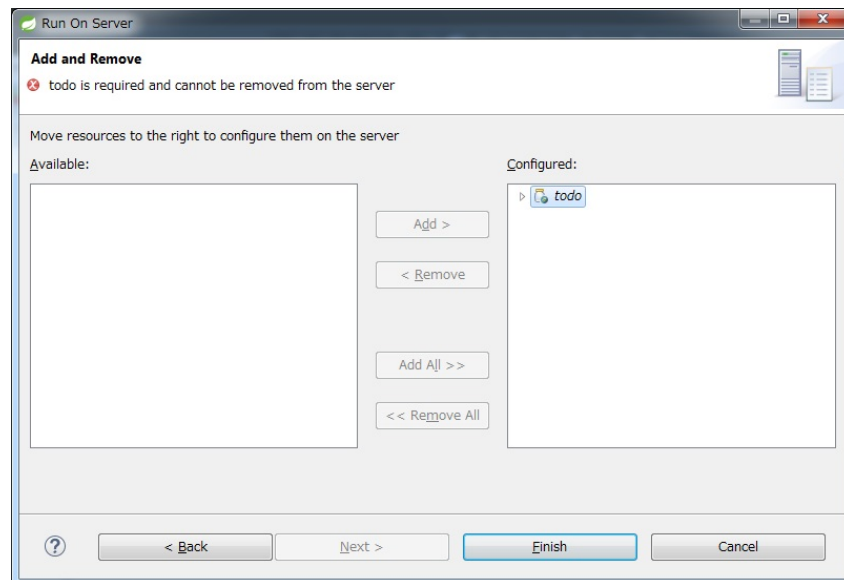 Run On Server
Add and Remove
todo is required and cannot be removed from the server
Move resources to the right to configure them on the server
Available:
Configured:
todo
Add >
< Remove
Add All >>
<< Remove All
?
< Back
Next >
Finish
Cancel